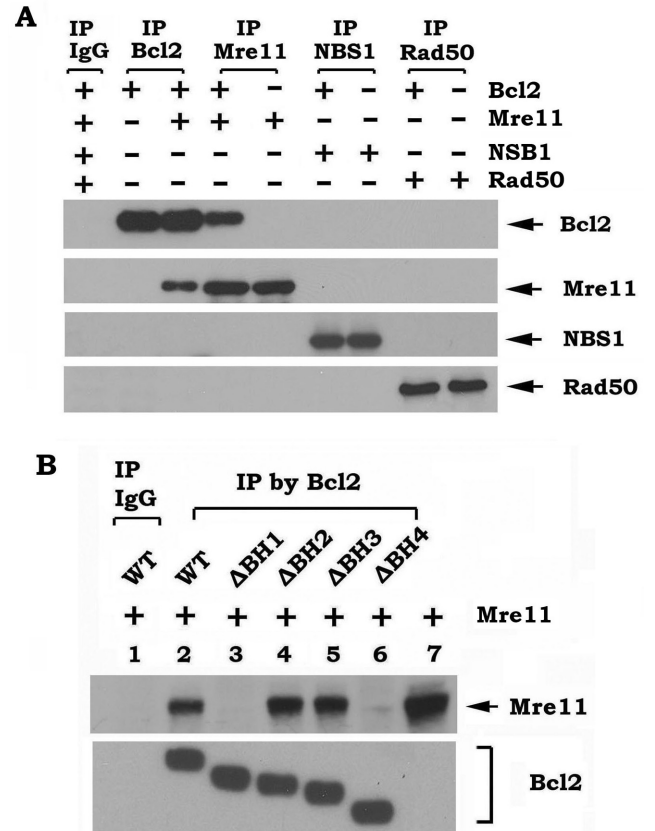 A
IP IP IP IP IP
IgG Bcl2 Mre11 NBS1 Rad50
+ + + + − + − + − Bcl2
+ − + + + − − − − Mre11
+ − − − − + + − − NSB1
+ − − − − − − + + Rad50
Bcl2
Mre11
NBS1
Rad50
B
IP
IgG
IP by Bcl2
WT WT ΔBH1 ΔBH2 ΔBH3 ΔBH4
+ + + + + + + Mre11
1 2 3 4 5 6 7
Mre11
Bcl2